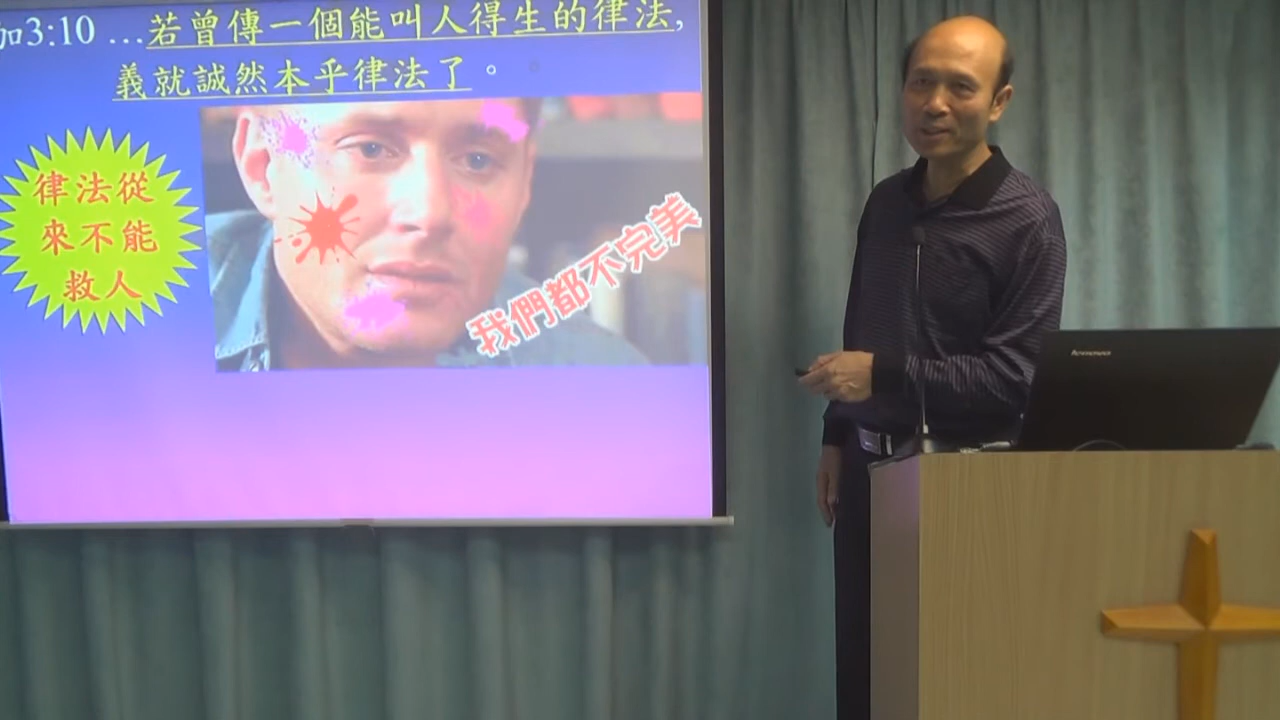 加3:10 …若曾傳一個能叫人得生的律法,
義就誠然本乎律法了。
律法從
來不能
救人
我們都不完美
lenovo